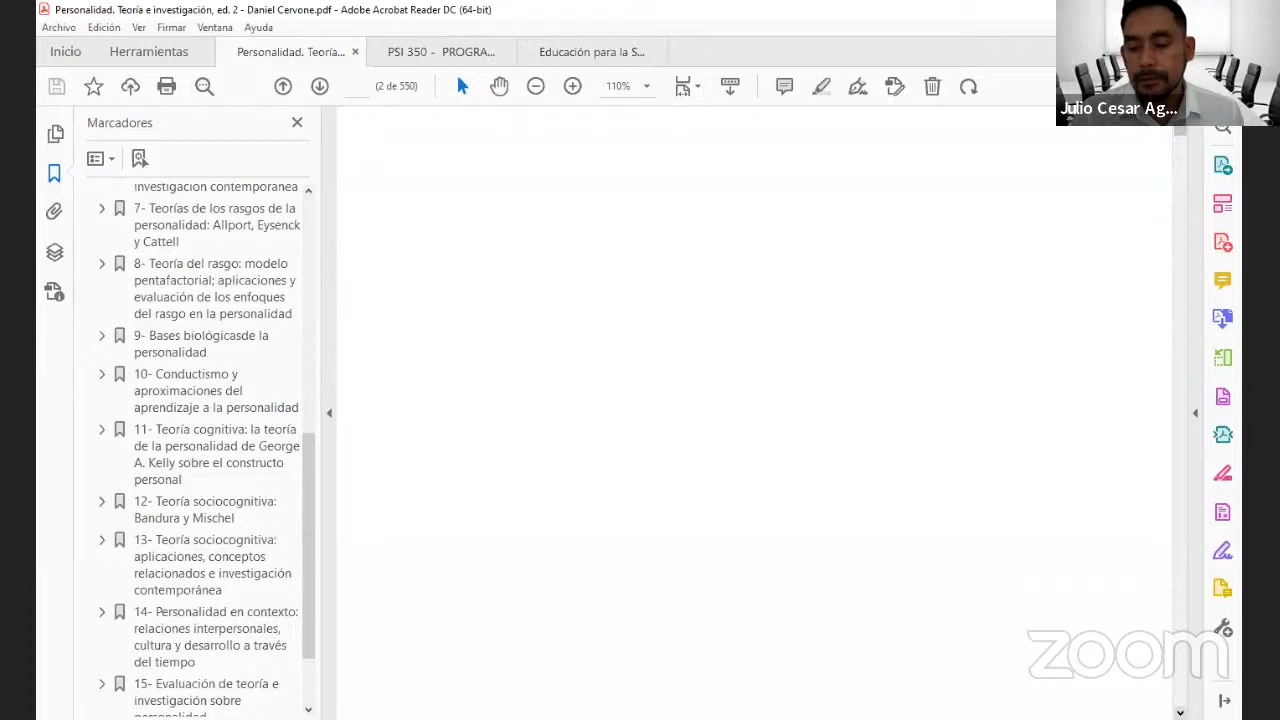 Personalidad. Teoría e investigación, ed. 2 - Daniel Cervone.pdf - Adobe Acrobat Reader DC (64-bit)
Archivo Edición Ver Firmar Ventana Ayuda
Inicio Herramientas Personalidad. Teoría... × PSI 350 - PROGRA... Educación para la S...
(2 de 550) 110%
Julio Cesar Ag...
Marcadores
investigación contemporánea
7- Teorías de los rasgos de la
personalidad: Allport, Eysenck
y Cattell
8- Teoría del rasgo: modelo
pentafactorial; aplicaciones y
evaluación de los enfoques
del rasgo en la personalidad
9- Bases biológicasde la
personalidad
10- Conductismo y
aproximaciones del
aprendizaje a la personalidad
11- Teoría cognitiva: la teoría
de la personalidad de George
A. Kelly sobre el constructo
personal
12- Teoría sociocognitiva:
Bandura y Mischel
13- Teoría sociocognitiva:
aplicaciones, conceptos
relacionados e investigación
contemporánea
14- Personalidad en contexto:
relaciones interpersonales,
cultura y desarrollo a través
del tiempo
15- Evaluación de teoría e
investigación sobre
personalidad
zoom